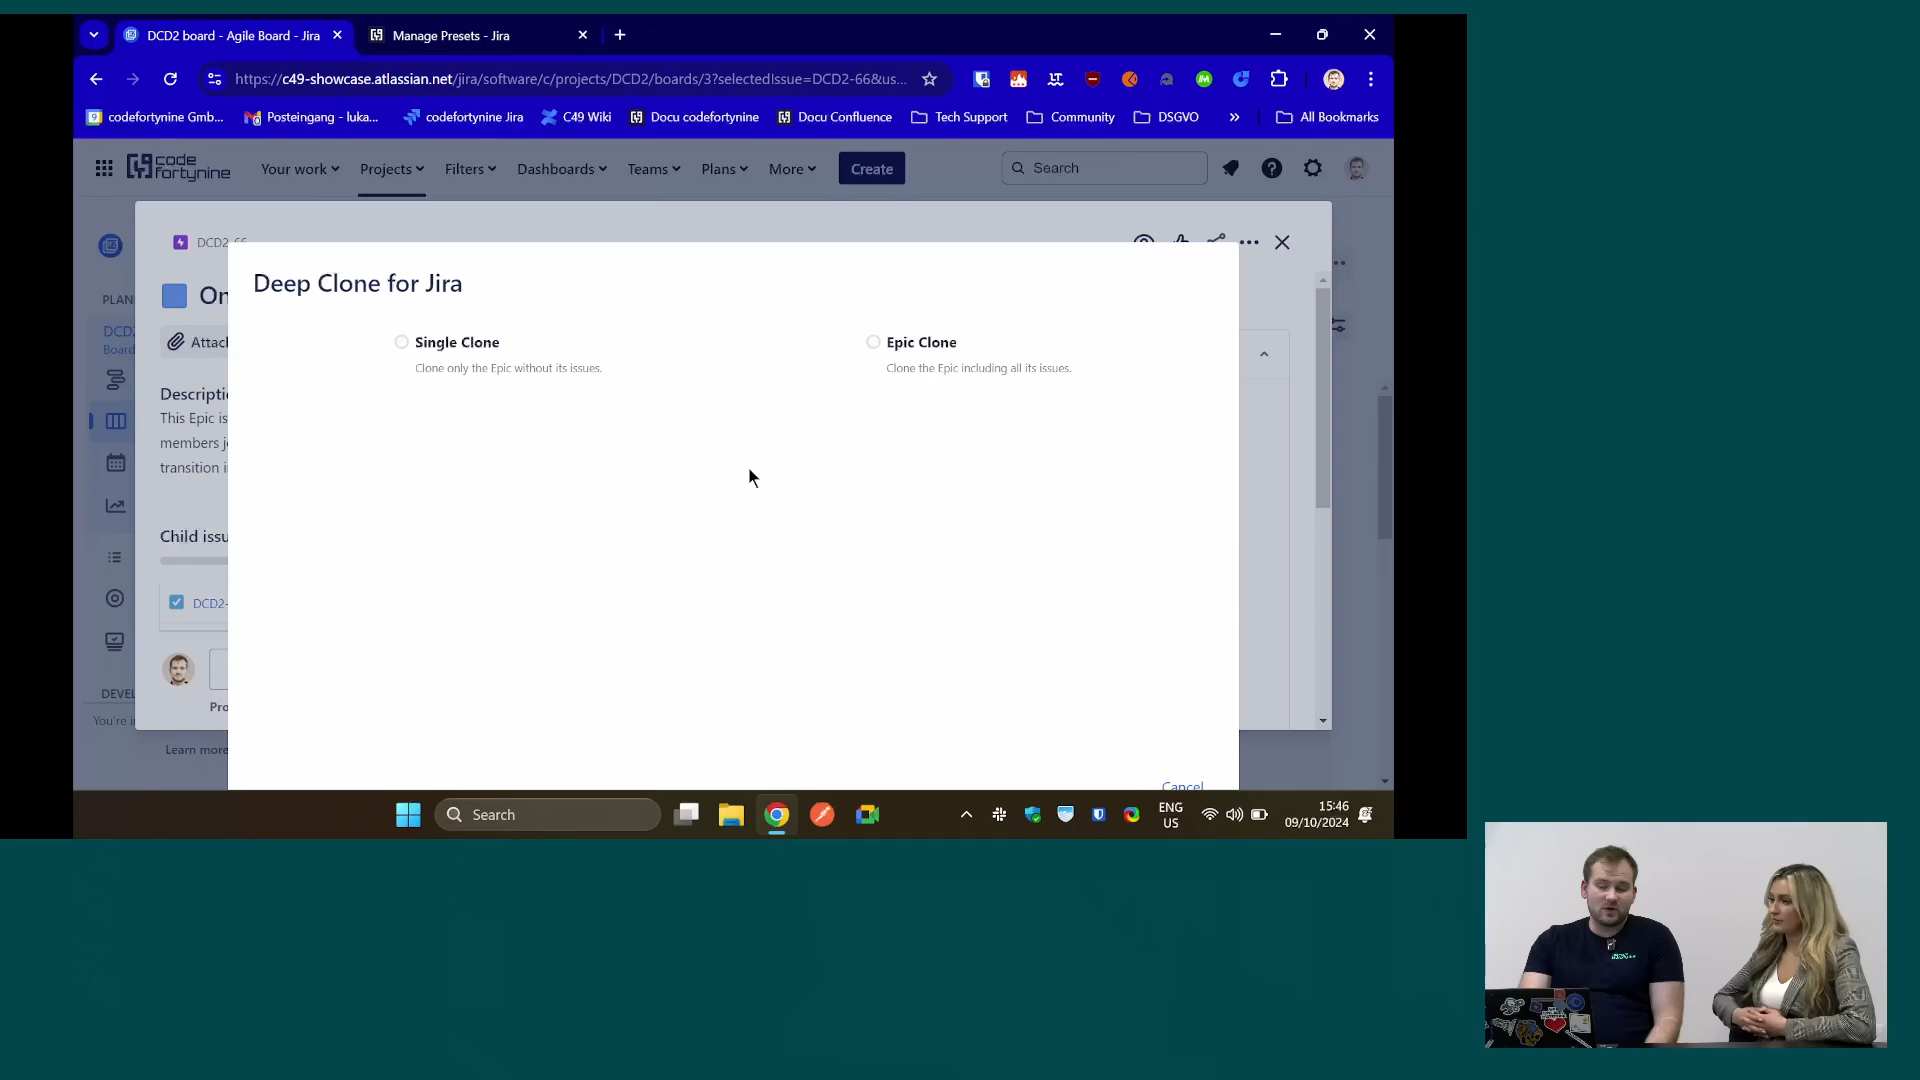 DCD2 board - Agile Board - Jira
Manage Presets - Jira
https://c49-showcase.atlassian.net/jira/software/c/projects/DCD2/boards/3?selectedIssue=DCD2-66&us...
codefortynine Gmb...
Posteingang - luka...
codefortynine Jira
C49 Wiki
Docu codefortynine
Docu Confluence
Tech Support
Community
DSGVO
All Bookmarks
code
fortynine
Your work
Projects
Filters
Dashboards
Teams
Plans
More
Create
Search
DCD2-66
Deep Clone for Jira
PLAN
On
Single Clone
Epic Clone
DCD2
Board
Attach
Clone only the Epic without its issues.
Clone the Epic including all its issues.
Descripti
This Epic is
members j
transition i
Child issu
DCD2-
DEVEL
Pro
You're i
Learn more
Cancel
Search
ENG
US
15:46
09/10/2024